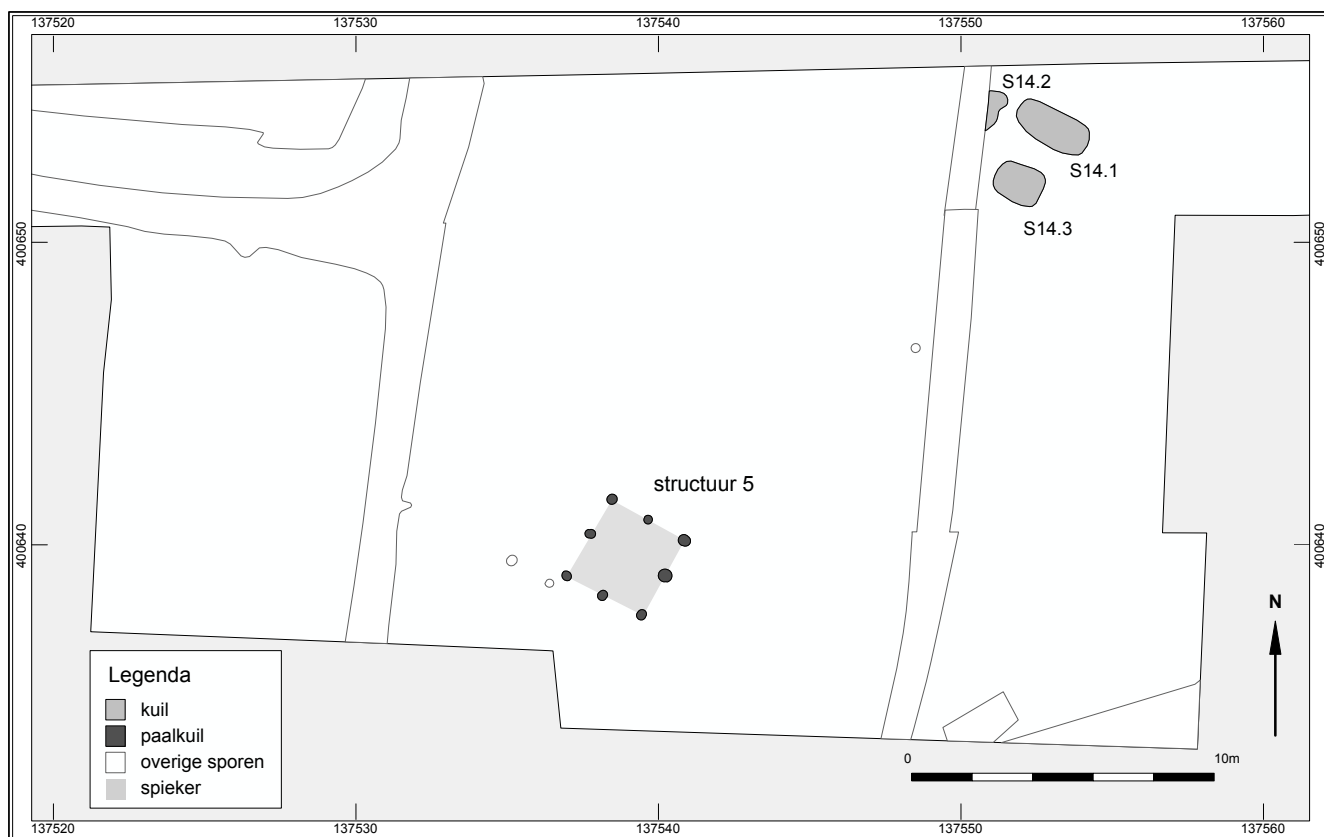 137520 137530 137540 137550 137560
S14.2
S14.1
S14.3
400650 400650
structuur 5
400640 400640
N
Legenda
kuil
paalkuil
overige sporen
spieker
0 10m
137520 137530 137540 137550 137560